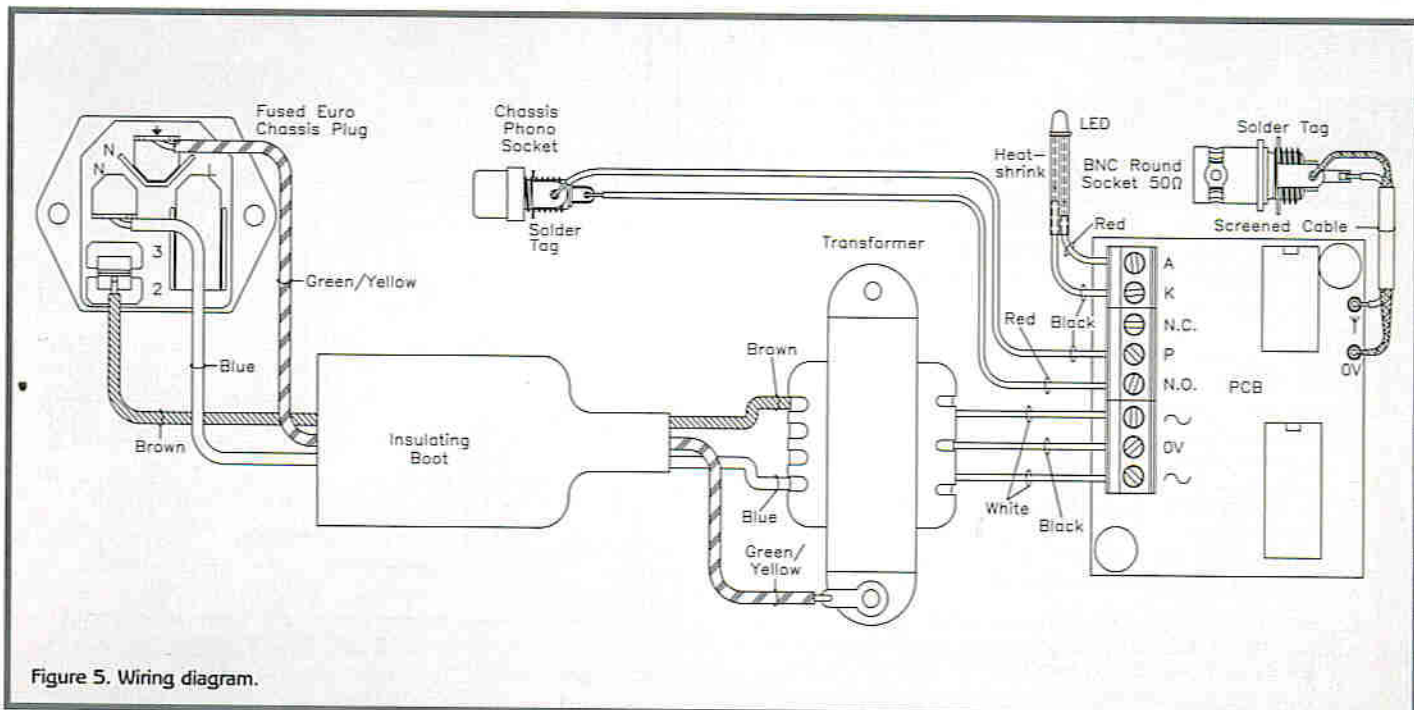 Fused Euro
Chassis Plug
N
N
L
3
2
Green/Yellow
Blue
Brown
Insulating
Boot
Chassis
Phono
Socket
Solder
Tag
Transformer
Brown
Blue
Green/
Yellow
LED
Heat-
shrink
Red
Black
Red
BNC Round
Socket 50Ω
Solder Tag
Screened Cable
A
K
N.C.
P
N.O.
0V
PCB
0V
White
Black
Figure 5. Wiring diagram.